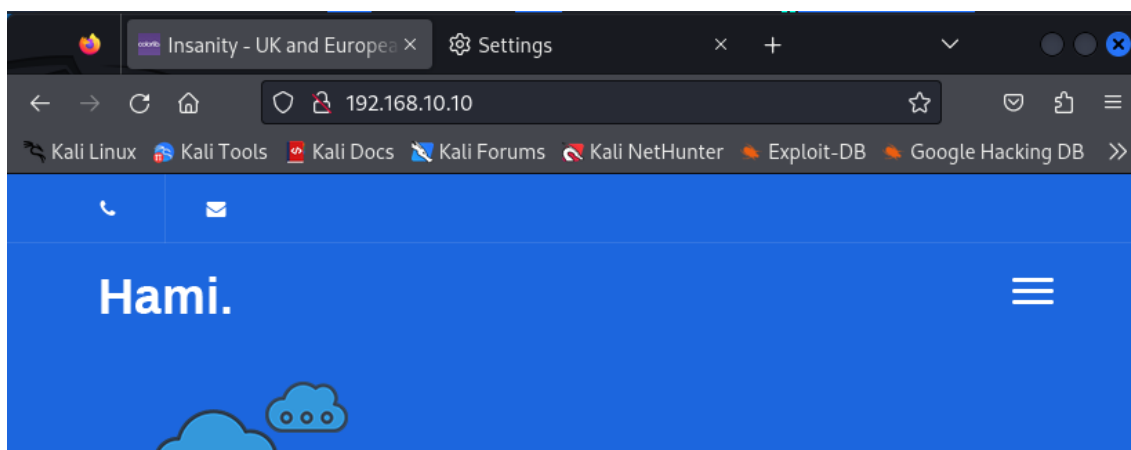 Insanity - UK and Europea
Settings
192.168.10.10
Kali Linux Kali Tools Kali Docs Kali Forums Kali NetHunter Exploit-DB Google Hacking DB
Hami.